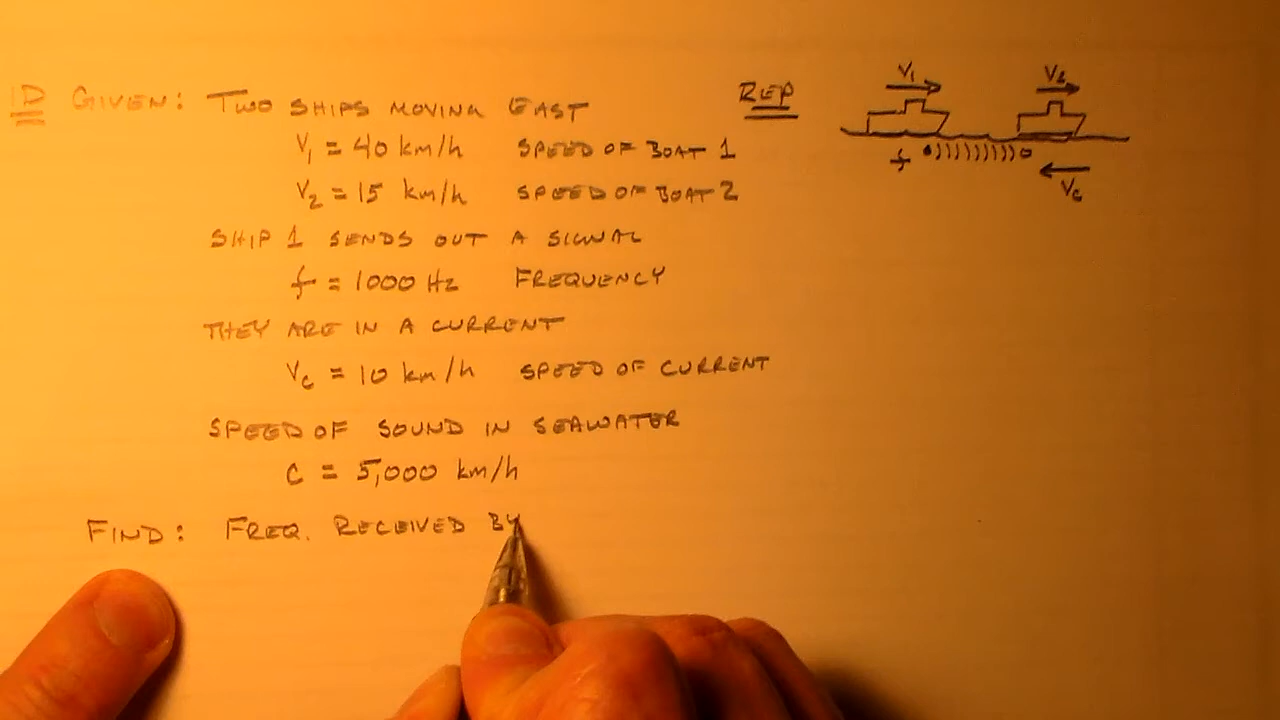 ID GIVEN: TWO SHIPS MOVING EAST
V1 = 40 km/h SPEED OF BOAT 1
V2 = 15 km/h SPEED OF BOAT 2
SHIP 1 SENDS OUT A SIGNAL
f = 1000 Hz FREQUENCY
THEY ARE IN A CURRENT
Vc = 10 km/h SPEED OF CURRENT
SPEED OF SOUND IN SEAWATER
C = 5,000 km/h
FIND: FREQ. RECEIVED BY
REP
V1 V2
f
Vc